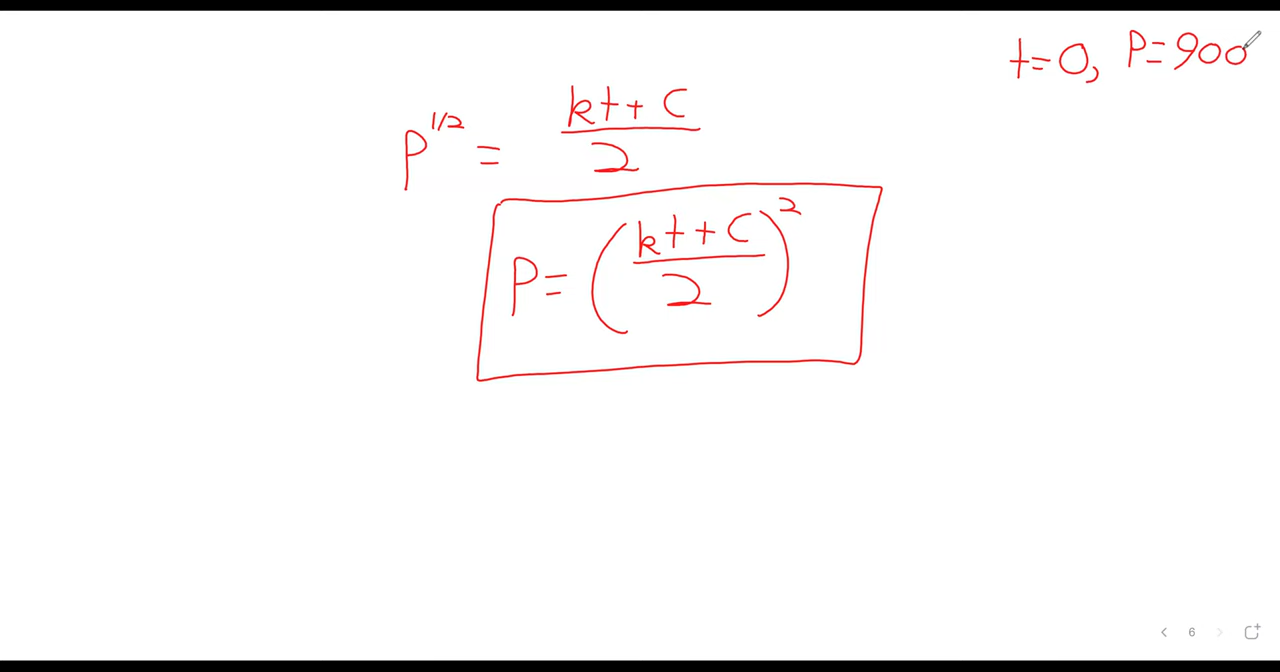 t=0, P=900
P^1/2 = (kt + C)/2
P = ((kt + C)/2)^2
6